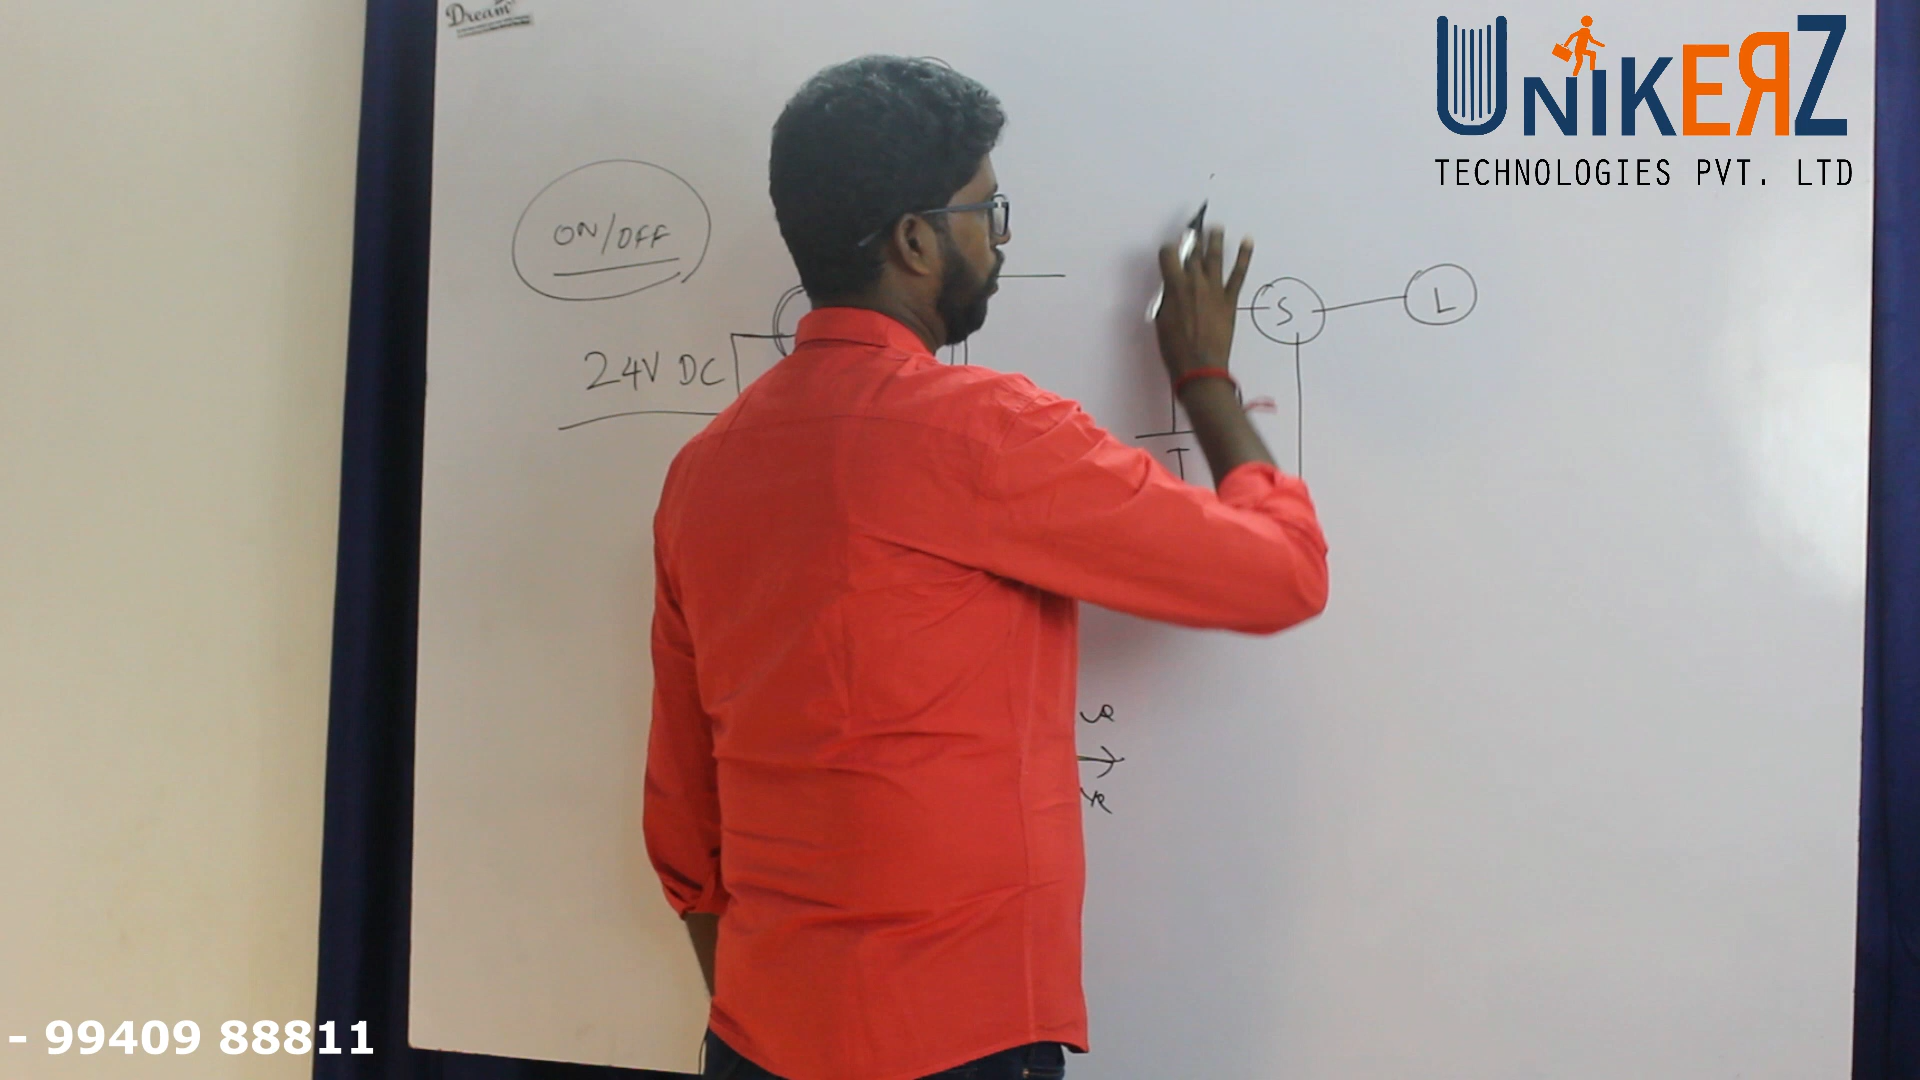 Dream
UNIKERZ
TECHNOLOGIES PVT. LTD
ON/OFF
S
L
24V DC
T
- 99409 88811